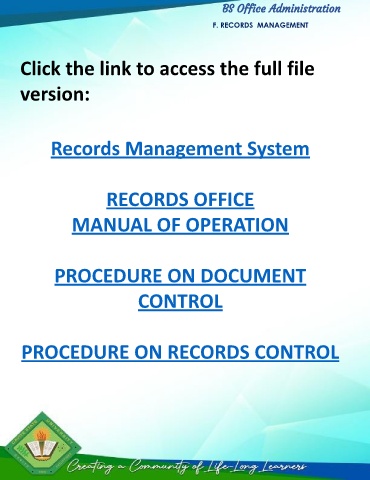 BS Office Administration
F. RECORDS MANAGEMENT
Click the link to access the full file
version:
Records Management System
RECORDS OFFICE
MANUAL OF OPERATION
PROCEDURE ON DOCUMENT
CONTROL
PROCEDURE ON RECORDS CONTROL
Creating a Community of Life-Long Learners